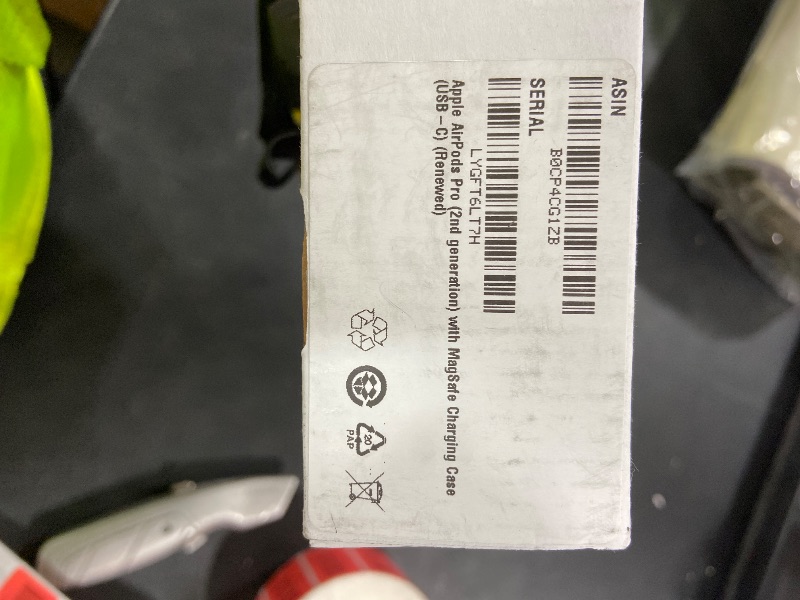 ASIN
B0CP4CG1ZB
SERIAL
LYGFT6LT7H
Apple AirPods Pro (2nd generation) with MagSafe Charging Case
(USB-C) (Renewed)
20
PAP